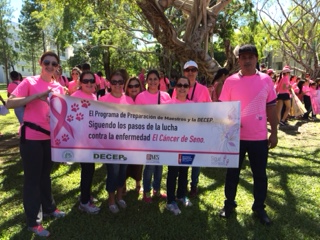 El Programa de Preparación de Maestros y la DECEP.
Siguiendo los pasos de la lucha
contra la enfermedad El Cáncer de Seno.
DECEP